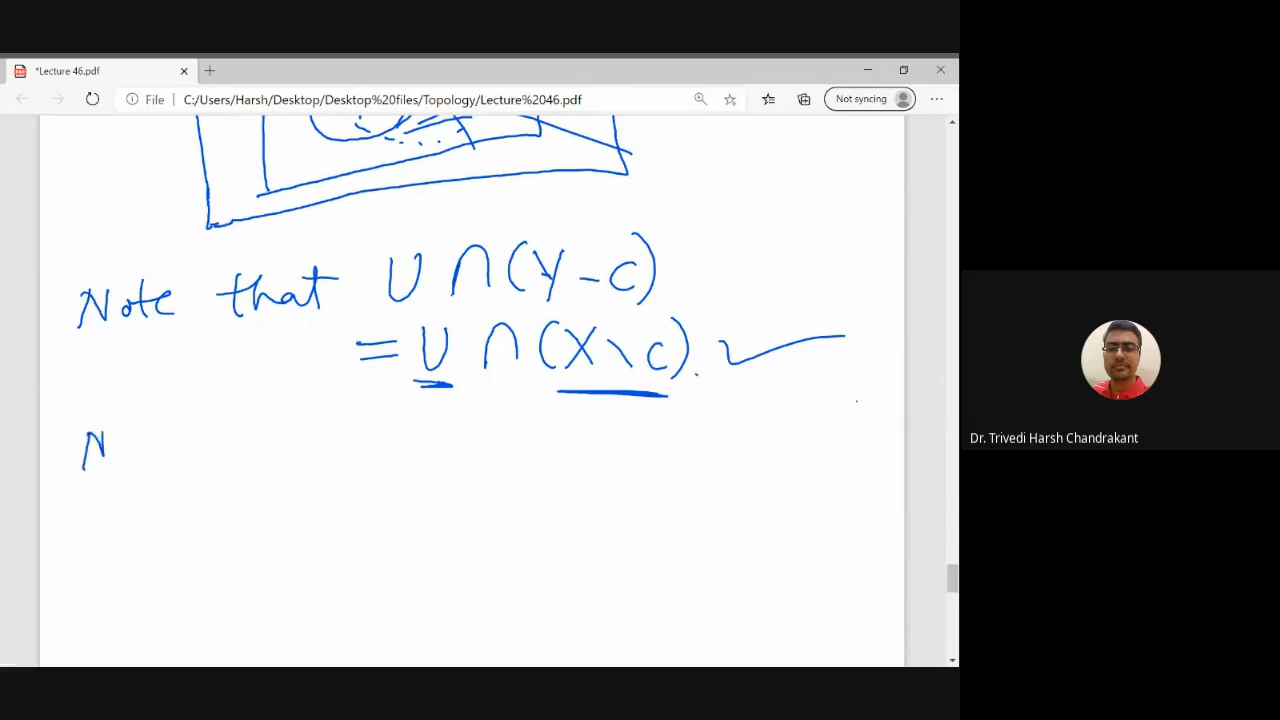 *Lecture 46.pdf
File C:/Users/Harsh/Desktop/Desktop%20files/Topology/Lecture%2046.pdf Not syncing
Note that U ∩ (Y - C)
= U ∩ (X \ C).
N
Dr. Trivedi Harsh Chandrakant